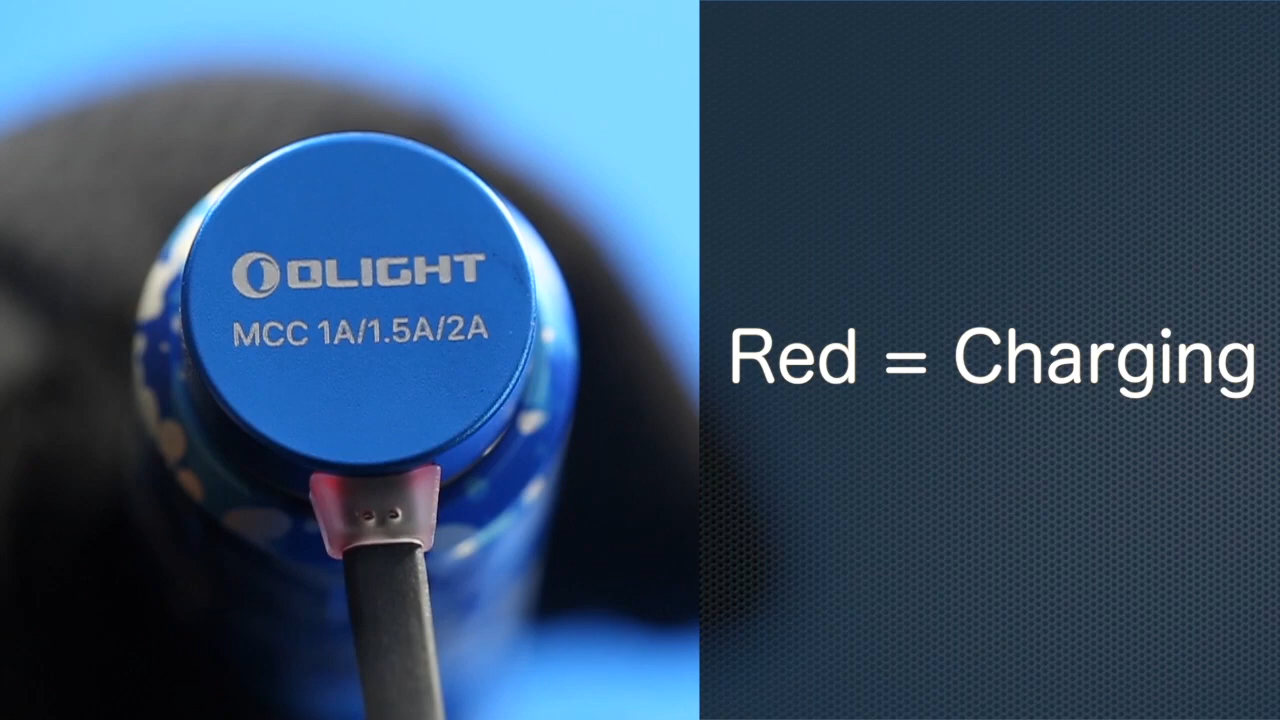 OLIGHT
MCC 1A/1.5A/2A
Red = Charging